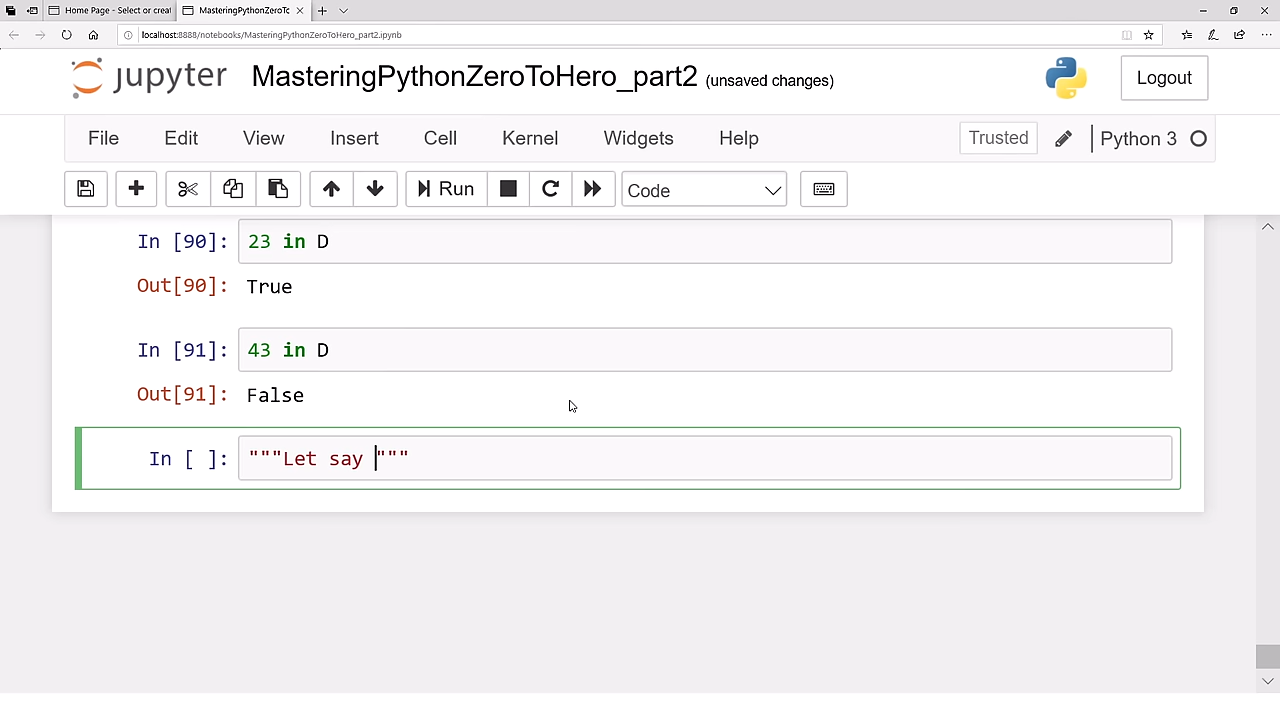 Home Page - Select or creat
MasteringPythonZeroTo
localhost:8888/notebooks/MasteringPythonZeroToHero_part2.ipynb
jupyter MasteringPythonZeroToHero_part2 (unsaved changes) Logout
File Edit View Insert Cell Kernel Widgets Help Trusted Python 3
Run Code
In [90]: 23 in D
Out[90]: True
In [91]: 43 in D
Out[91]: False
In [ ]: """Let say """